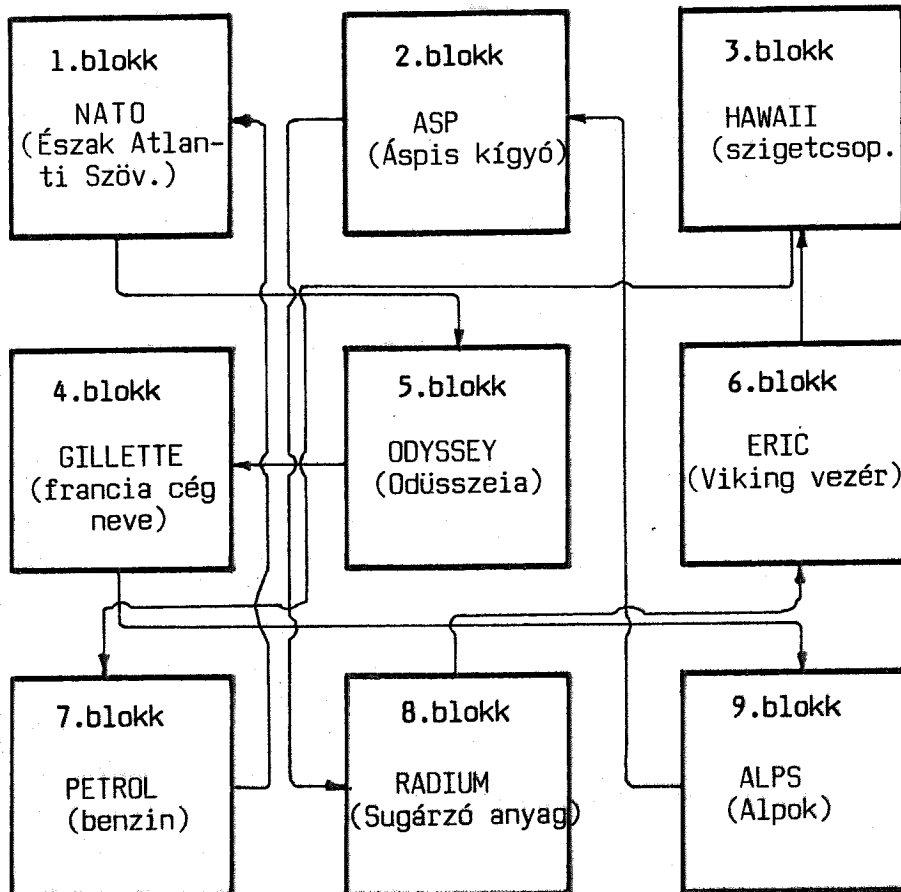 1.blokk
NATO
(Észak Atlan-
ti Szöv.)
2.blokk
ASP
(Áspis kígyó)
3.blokk
HAWAII
(szigetcsop.
4.blokk
GILLETTE
(francia cég
neve)
5.blokk
ODYSSEY
(Odüsszeia)
6.blokk
ERIC
(Viking vezér)
7.blokk
PETROL
(benzin)
8.blokk
RADIUM
(Sugárzó anyag)
9.blokk
ALPS
(Alpok)